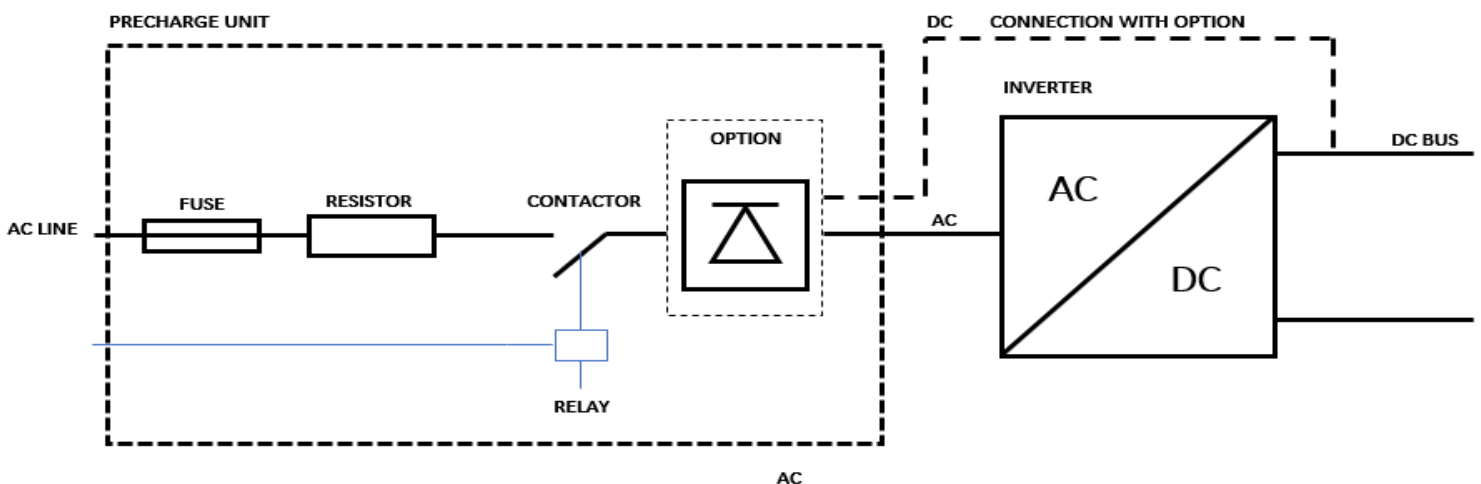 PRECHARGE UNIT
DC CONNECTION WITH OPTION
INVERTER
OPTION
DC BUS
AC
FUSE
RESISTOR
CONTACTOR
AC LINE
AC
DC
RELAY
AC